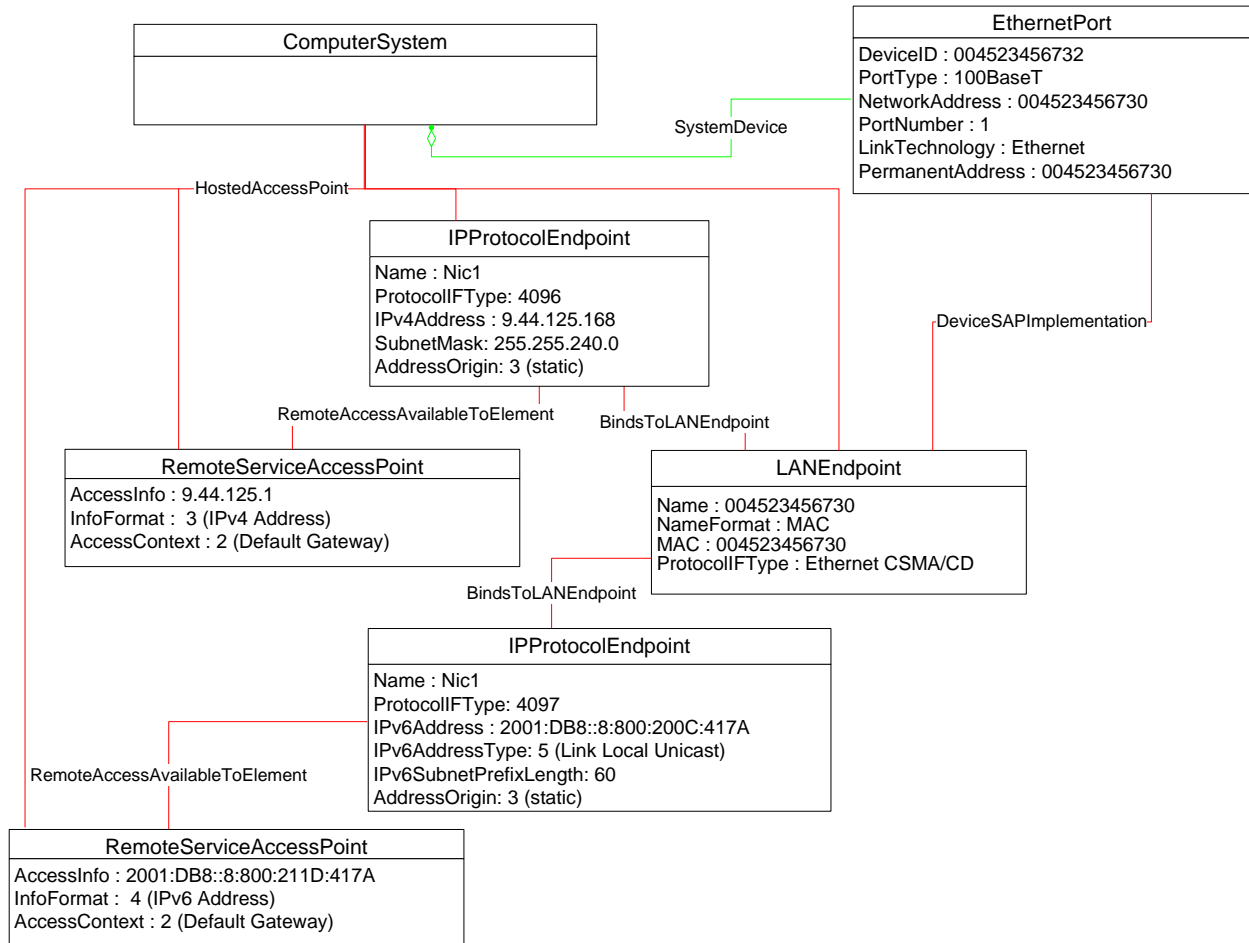 ComputerSystem
EthernetPort
DeviceID : 004523456732
PortType : 100BaseT
NetworkAddress : 004523456730
PortNumber : 1
LinkTechnology : Ethernet
PermanentAddress : 004523456730
SystemDevice
HostedAccessPoint
IPProtocolEndpoint
Name : Nic1
ProtocolIFType: 4096
IPv4Address : 9.44.125.168
SubnetMask: 255.255.240.0
AddressOrigin: 3 (static)
DeviceSAPImplementation
RemoteAccessAvailableToElement
BindsToLANEndpoint
RemoteServiceAccessPoint
AccessInfo : 9.44.125.1
InfoFormat :  3 (IPv4 Address)
AccessContext : 2 (Default Gateway)
LANEndpoint
Name : 004523456730
NameFormat : MAC
MAC : 004523456730
ProtocolIFType : Ethernet CSMA/CD
BindsToLANEndpoint
IPProtocolEndpoint
Name : Nic1
ProtocolIFType: 4097
IPv6Address : 2001:DB8::8:800:200C:417A
IPv6AddressType: 5 (Link Local Unicast)
IPv6SubnetPrefixLength: 60
AddressOrigin: 3 (static)
RemoteAccessAvailableToElement
RemoteServiceAccessPoint
AccessInfo : 2001:DB8::8:800:211D:417A
InfoFormat :  4 (IPv6 Address)
AccessContext : 2 (Default Gateway)